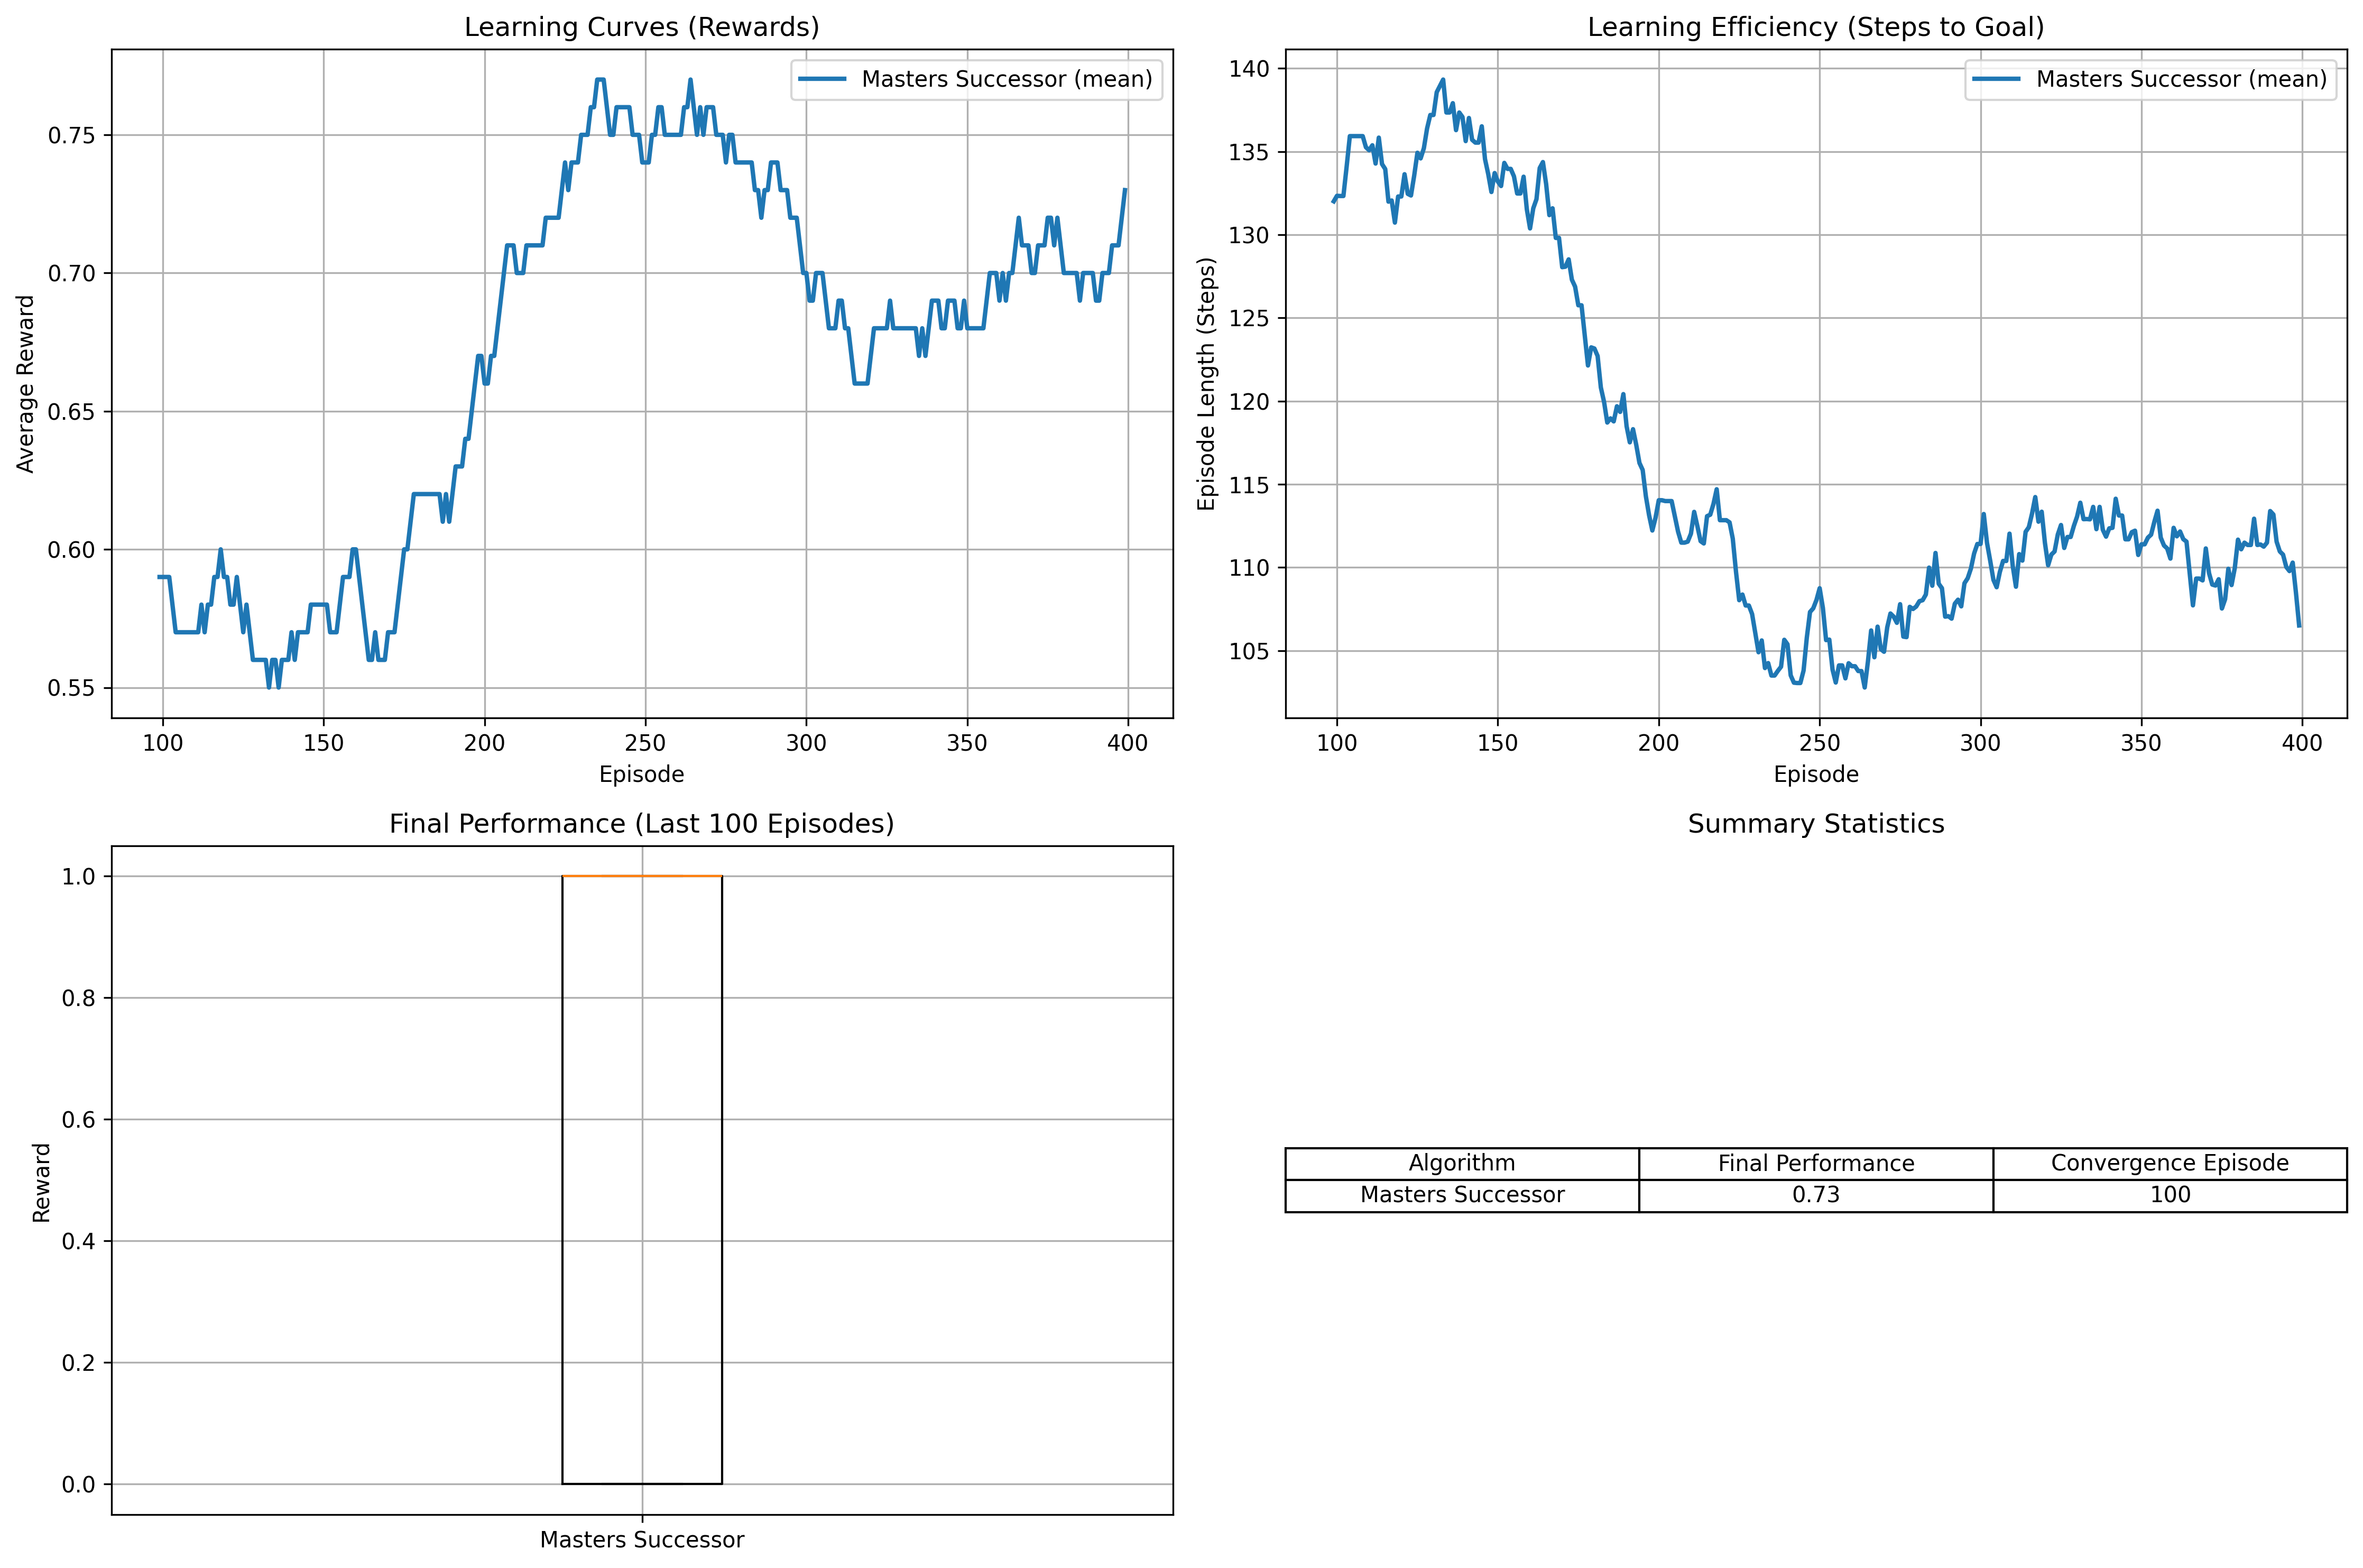 Learning Curves (Rewards)
Masters Successor (mean)
Average Reward
0.75
0.70
0.65
0.60
0.55
100 150 200 250 300 350 400
Episode
Learning Efficiency (Steps to Goal)
Masters Successor (mean)
Episode Length (Steps)
140
135
130
125
120
115
110
105
100 150 200 250 300 350 400
Episode
Final Performance (Last 100 Episodes)
Reward
1.0
0.8
0.6
0.4
0.2
0.0
Masters Successor
Summary Statistics
Algorithm Final Performance Convergence Episode
Masters Successor 0.73 100